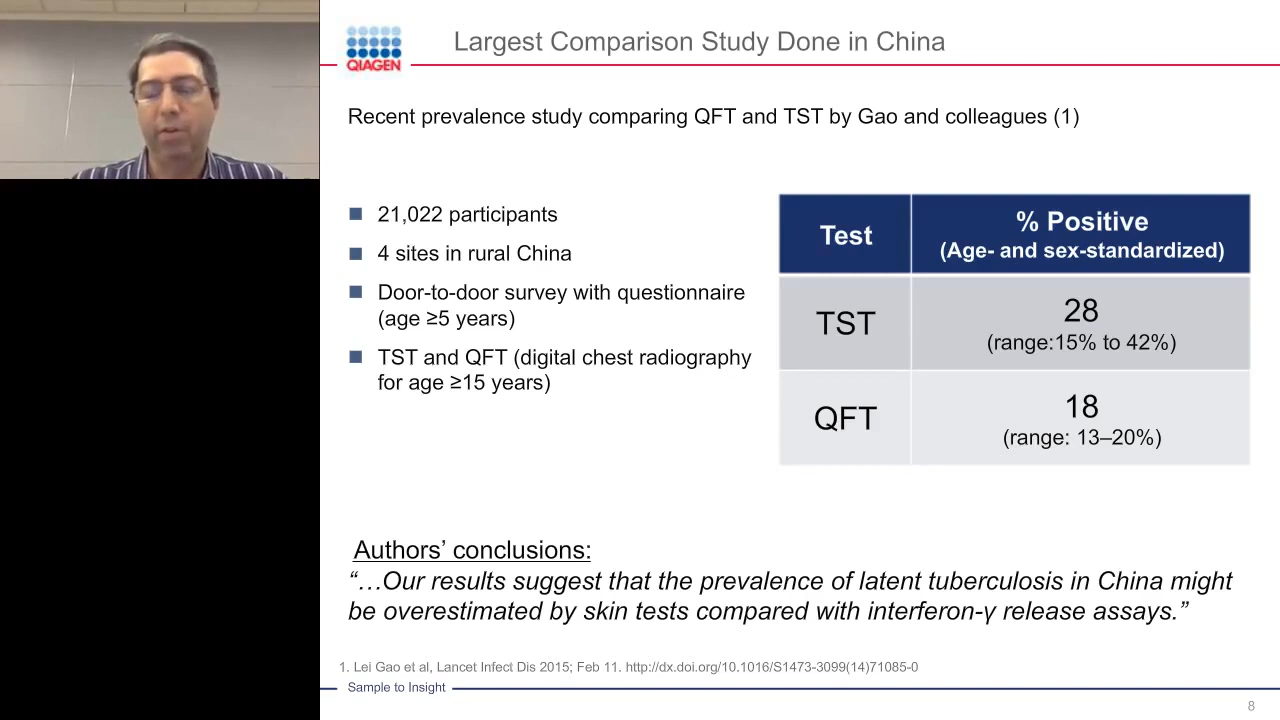 QIAGEN
Largest Comparison Study Done in China
Recent prevalence study comparing QFT and TST by Gao and colleagues (1)
21,022 participants
4 sites in rural China
Door-to-door survey with questionnaire
(age ≥5 years)
TST and QFT (digital chest radiography
for age ≥15 years)
Test
% Positive
(Age- and sex-standardized)
TST
28
(range:15% to 42%)
QFT
18
(range: 13–20%)
Authors’ conclusions:
“…Our results suggest that the prevalence of latent tuberculosis in China might
be overestimated by skin tests compared with interferon-γ release assays.”
1. Lei Gao et al, Lancet Infect Dis 2015; Feb 11. http://dx.doi.org/10.1016/S1473-3099(14)71085-0
Sample to Insight
8